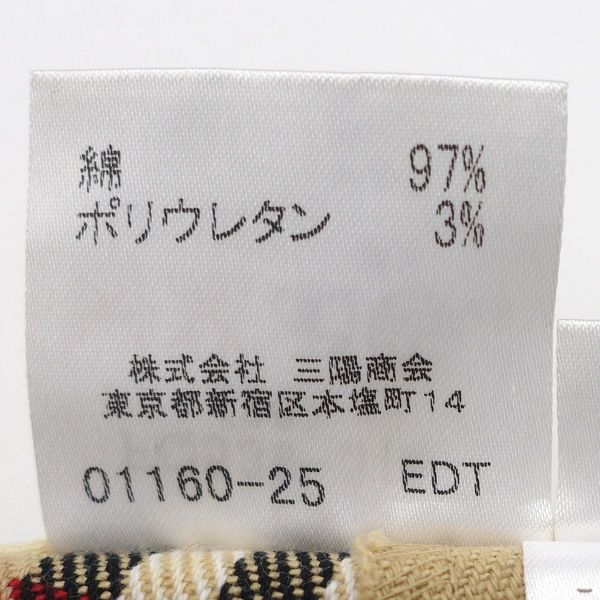 綿 97%
ポリウレタン 3%
株式会社 三陽商会
東京都新宿区本塩町14
01160-25 EDT